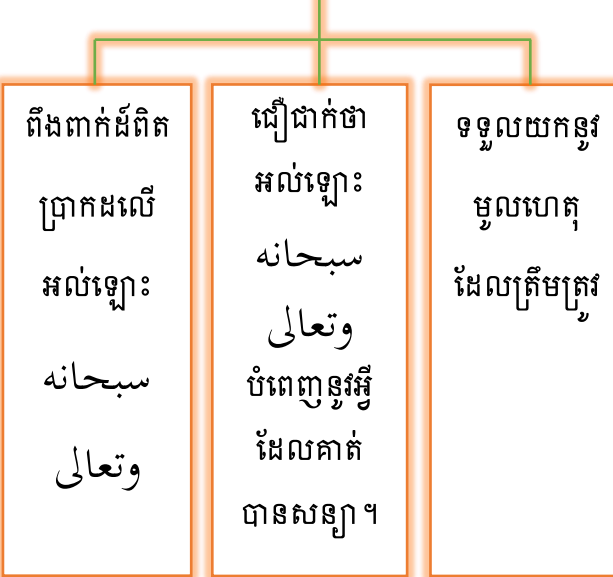 ពឹងពាក់ដ៍ពិត
ប្រាកដលើ
អល់ឡោះ
سبحانه
وتعالى
ជឿជាក់ថា
អល់ឡោះ
سبحانه
وتعالى
បំពេញនូវអ្វី
ដែលគាត់
បានសន្យា។
ទទួលយកនូវ
មូលហេតុ
ដែលត្រឹមត្រូវ